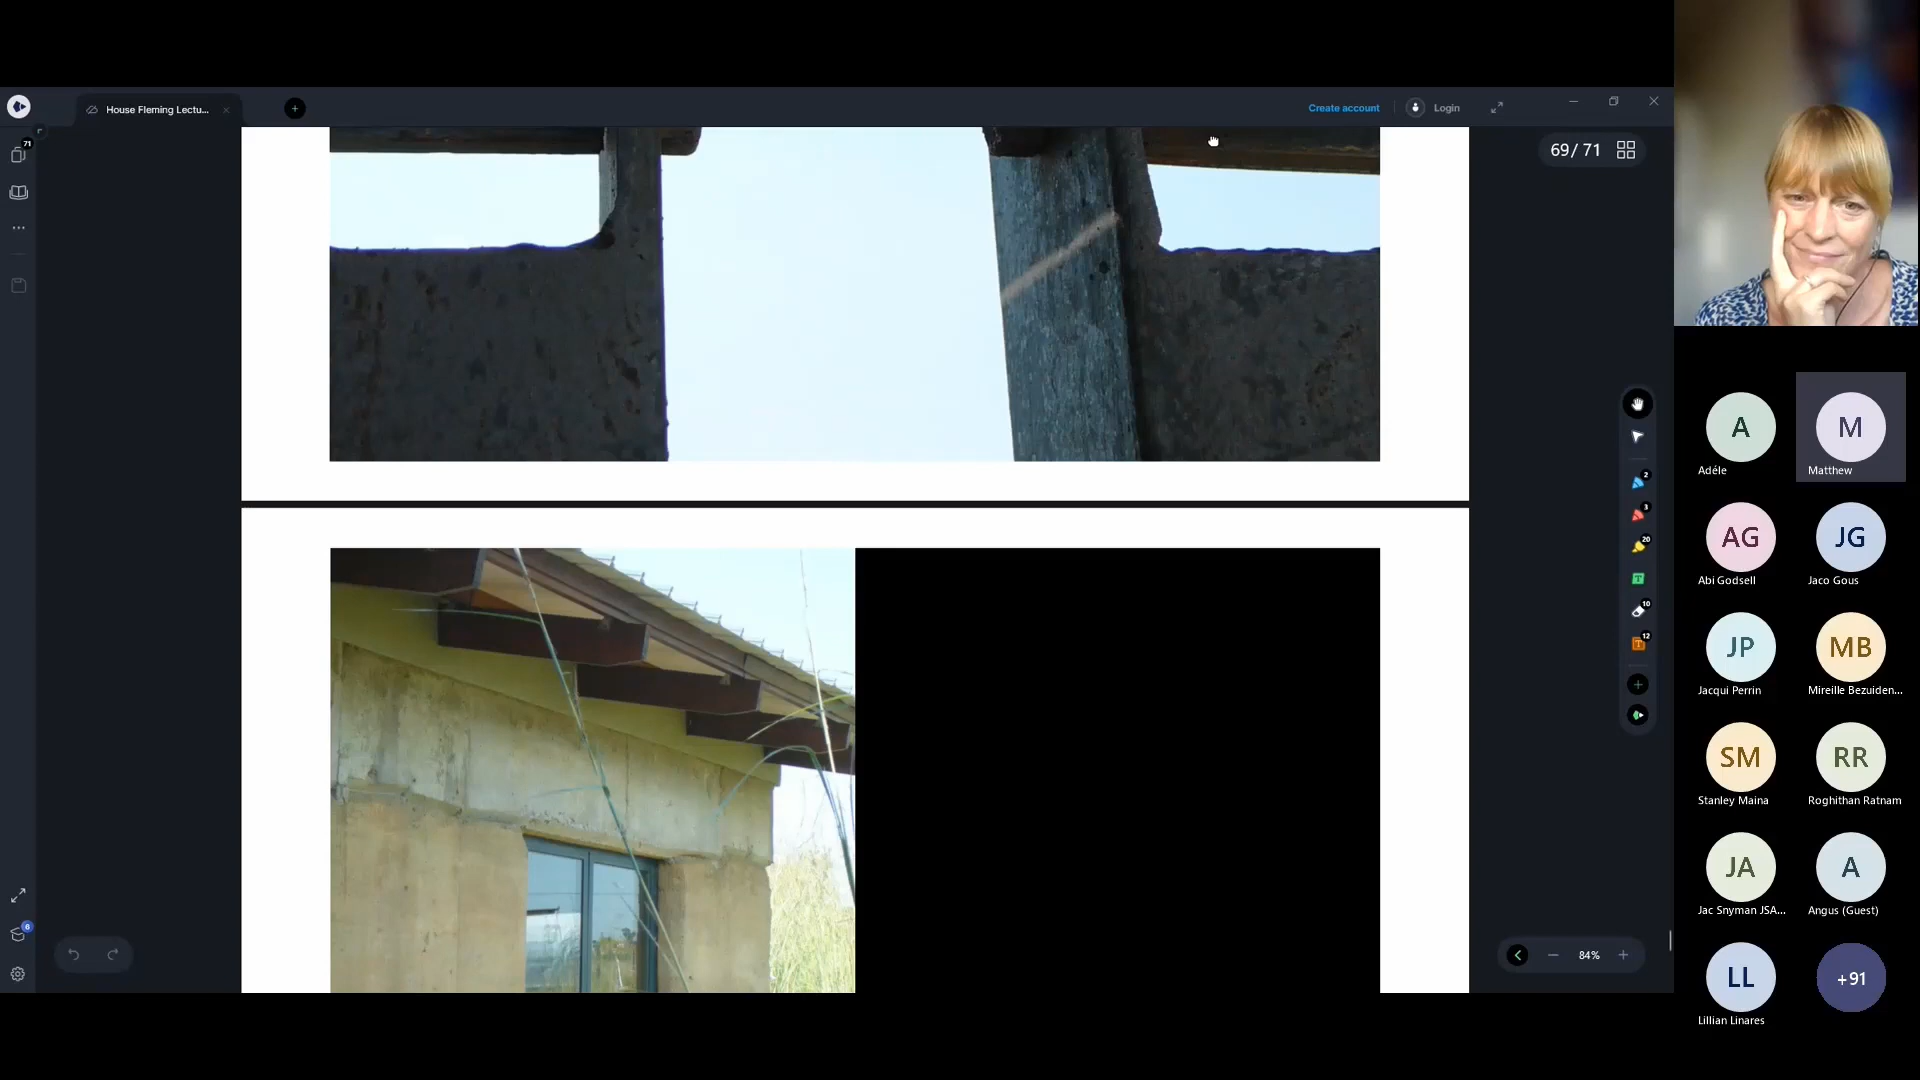 House Fleming Lectu...
Create account
Login
71
69/ 71
2
3
20
T
10
T
12
6
84%
A
Adéle
M
Matthew
AG
Abi Godsell
JG
Jaco Gous
JP
Jacqui Perrin
MB
Mireille Bezuiden...
SM
Stanley Maina
RR
Roghithan Ratnam
JA
Jac Snyman JSA...
A
Angus (Guest)
LL
Lillian Linares
+91